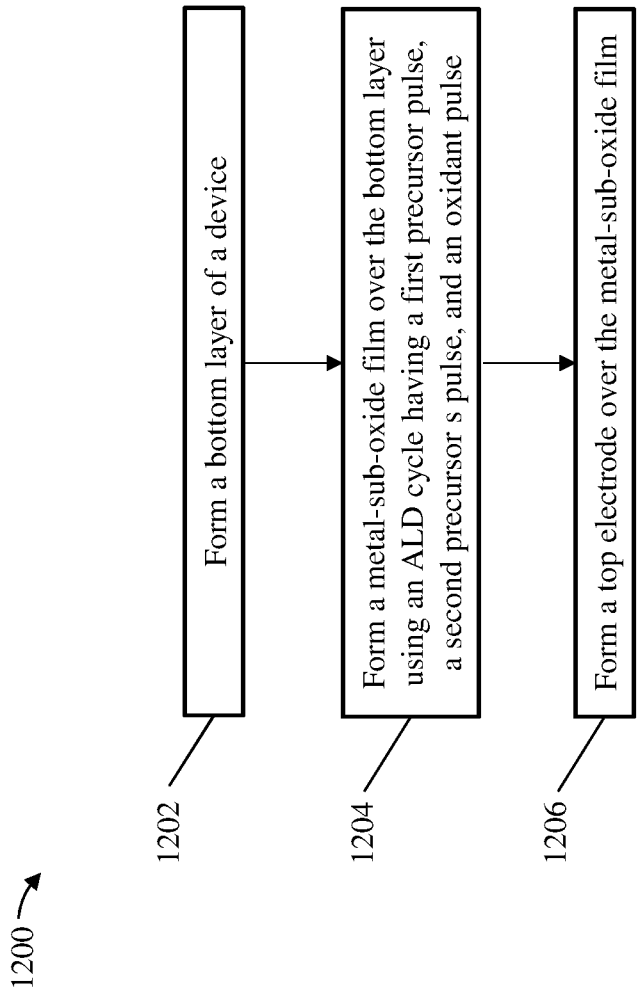 1200
1202
Form a bottom layer of a device
1204
Form a metal-sub-oxide film over the bottom layer
using an ALD cycle having a first precursor pulse,
a second precursor s pulse, and an oxidant pulse
1206
Form a top electrode over the metal-sub-oxide film